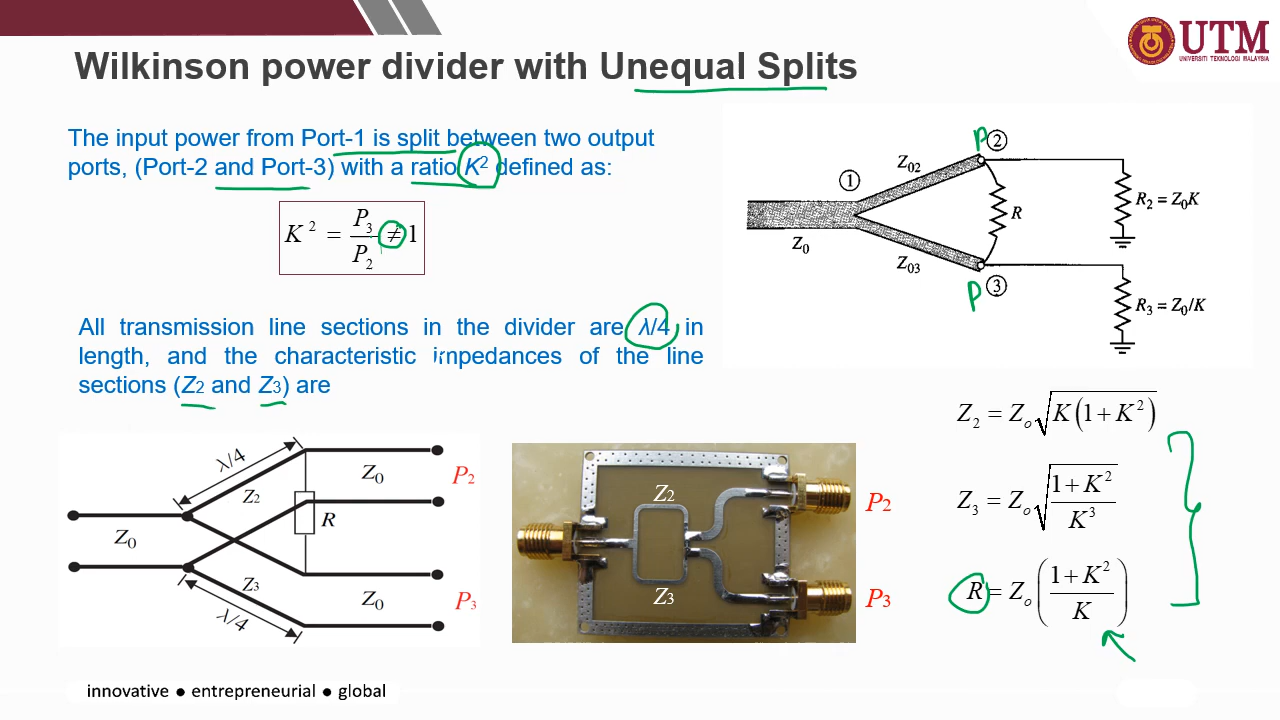 UTM
UNIVERSITI TEKNOLOGI MALAYSIA
Wilkinson power divider with Unequal Splits
The input power from Port-1 is split between two output
ports, (Port-2 and Port-3) with a ratio K² defined as:
K² = P₃/P₂ ≠ 1
All transmission line sections in the divider are λ/4 in
length, and the characteristic impedances of the line
sections (Z₂ and Z₃) are
P ②
Z₀₂
①
R
R₂ = Z₀K
Z₀
Z₀₃
P ③
R₃ = Z₀/K
Z₂ = Zₒ√(K(1+K²))
Z₃ = Zₒ√((1+K²)/K³)
R = Zₒ((1+K²)/K)
λ/4
Z₂
Z₀
P₂
Z₀
R
Z₃
Z₀
P₃
λ/4
Z₂
P₂
Z₃
P₃
innovative ● entrepreneurial ● global